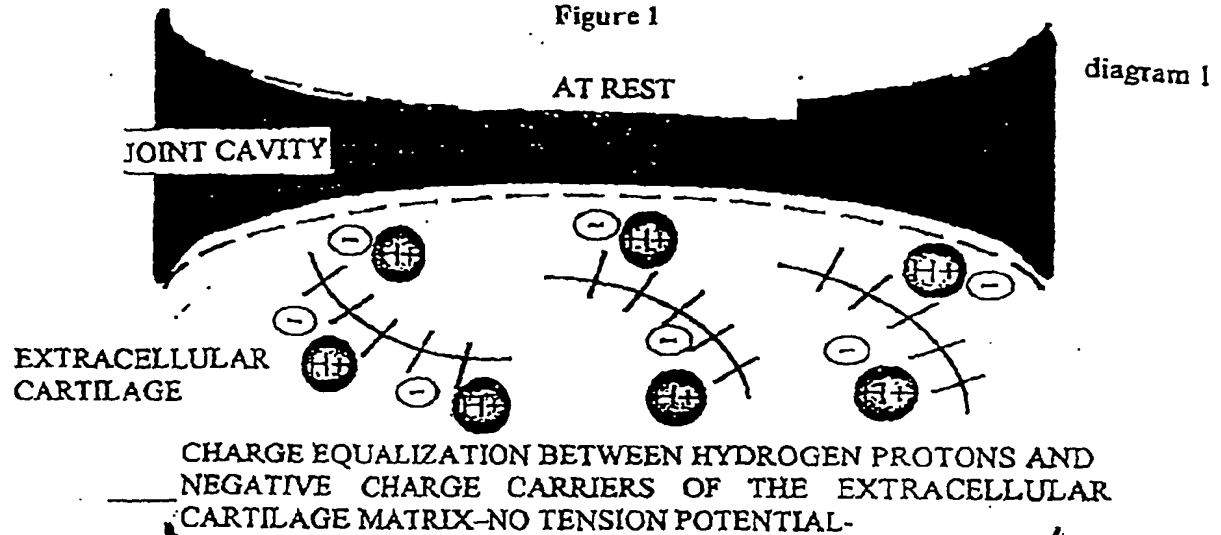 Figure 1
diagram 1
AT REST
JOINT CAVITY
− H+
− H+
H+ −
−
−
−
H+
− H+
H+
H+
EXTRACELLULAR
CARTILAGE
CHARGE EQUALIZATION BETWEEN HYDROGEN PROTONS AND
NEGATIVE CHARGE CARRIERS OF THE EXTRACELLULAR
CARTILAGE MATRIX–NO TENSION POTENTIAL-